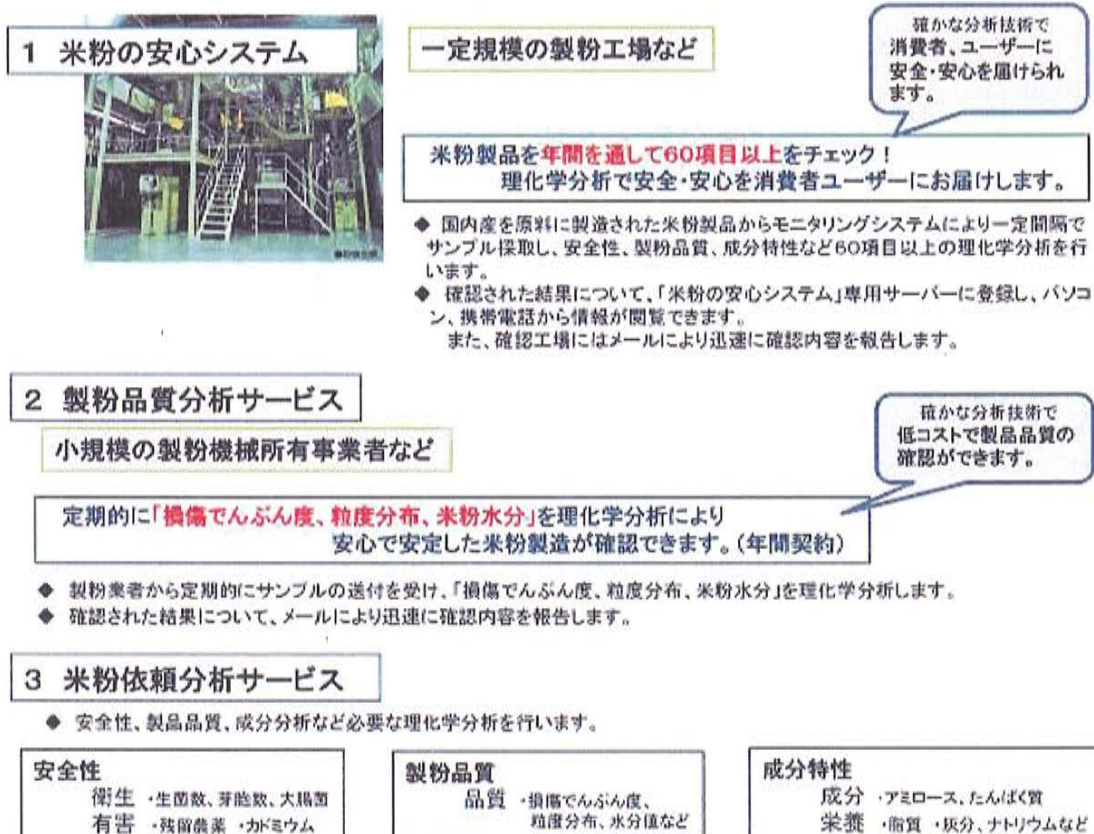 1 米粉の安心システム
一定規模の製粉工場など
確かな分析技術で
消費者、ユーザーに
安全・安心を届けられ
ます。
米粉製品を年間を通して60項目以上をチェック！
理化学分析で安全・安心を消費者ユーザーにお届けします。
◆ 国内産を原料に製造された米粉製品からモニタリングシステムにより一定間隔で
サンプル採取し、安全性、製粉品質、成分特性など60項目以上の理化学分析を行
います。
◆ 確認された結果について、「米粉の安心システム」専用サーバーに登録し、パソコ
ン、携帯電話から情報が閲覧できます。
また、確認工場にはメールにより迅速に確認内容を報告します。
2 製粉品質分析サービス
小規模の製粉機械所有事業者など
確かな分析技術で
低コストで製品品質の
確認ができます。
定期的に「損傷でんぷん度、粒度分布、米粉水分」を理化学分析により
安心で安定した米粉製造が確認できます。(年間契約)
◆ 製粉業者から定期的にサンプルの送付を受け、「損傷でんぷん度、粒度分布、米粉水分」を理化学分析します。
◆ 確認された結果について、メールにより迅速に確認内容を報告します。
3 米粉依頼分析サービス
◆ 安全性、製品品質、成分分析など必要な理化学分析を行います。
安全性
衛生 ・生菌数、芽胞数、大腸菌
有害 ・残留農薬 ・カドミウム
製粉品質
品質 ・損傷でんぷん度、
粒度分布、水分値など
成分特性
成分 ・アミロース、たんぱく質
栄養 ・脂質 ・灰分、ナトリウムなど